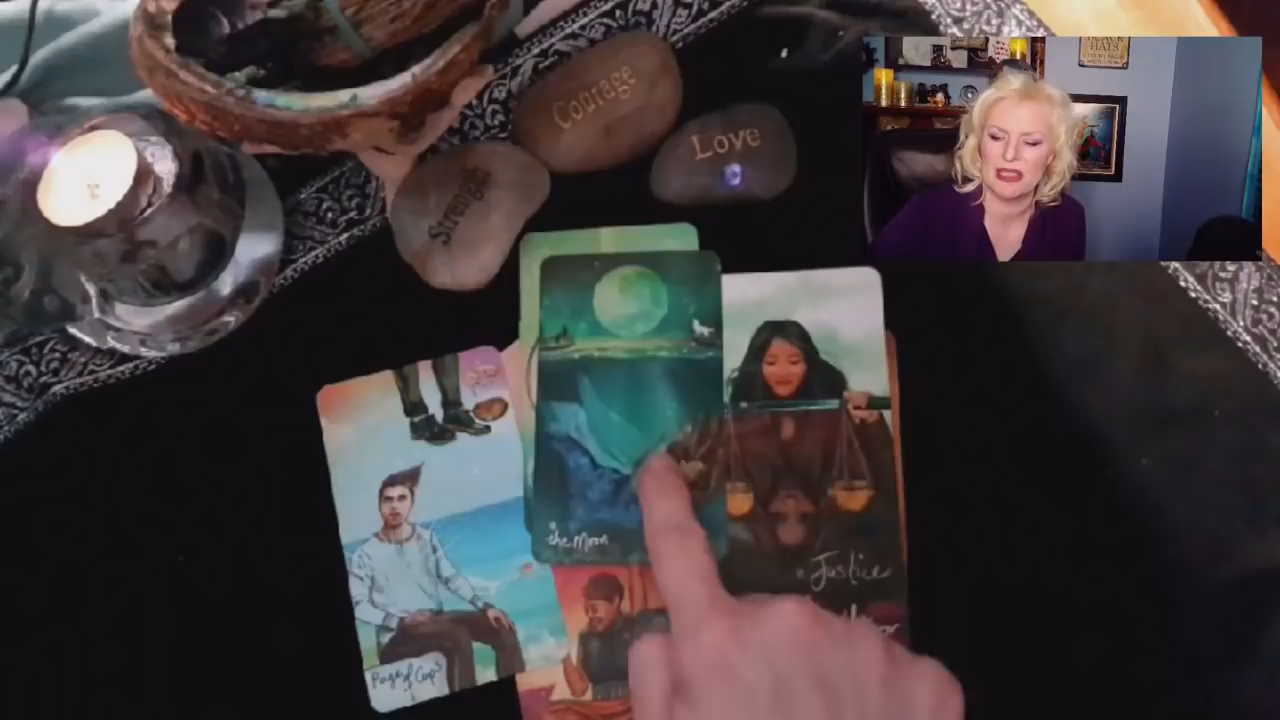 Courage
Love
Strength
BLACK
HATS
the Moon
Justice
Page of Cups